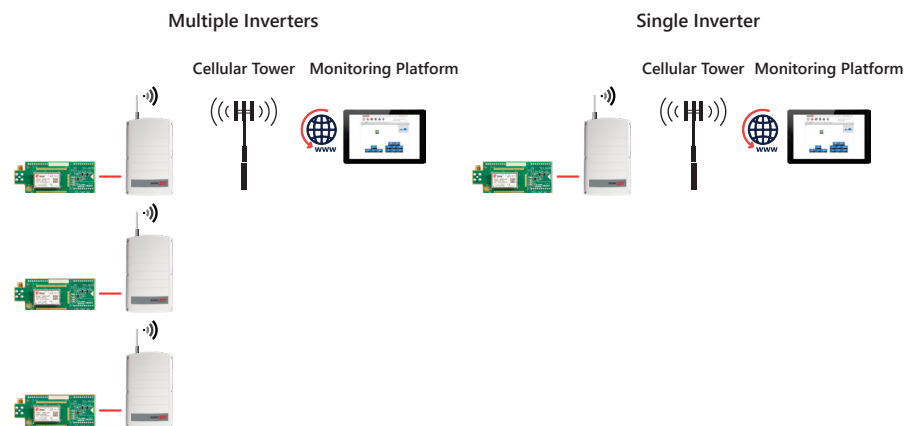 Multiple Inverters
Single Inverter
Cellular Tower
Monitoring Platform
Cellular Tower
Monitoring Platform
www
www